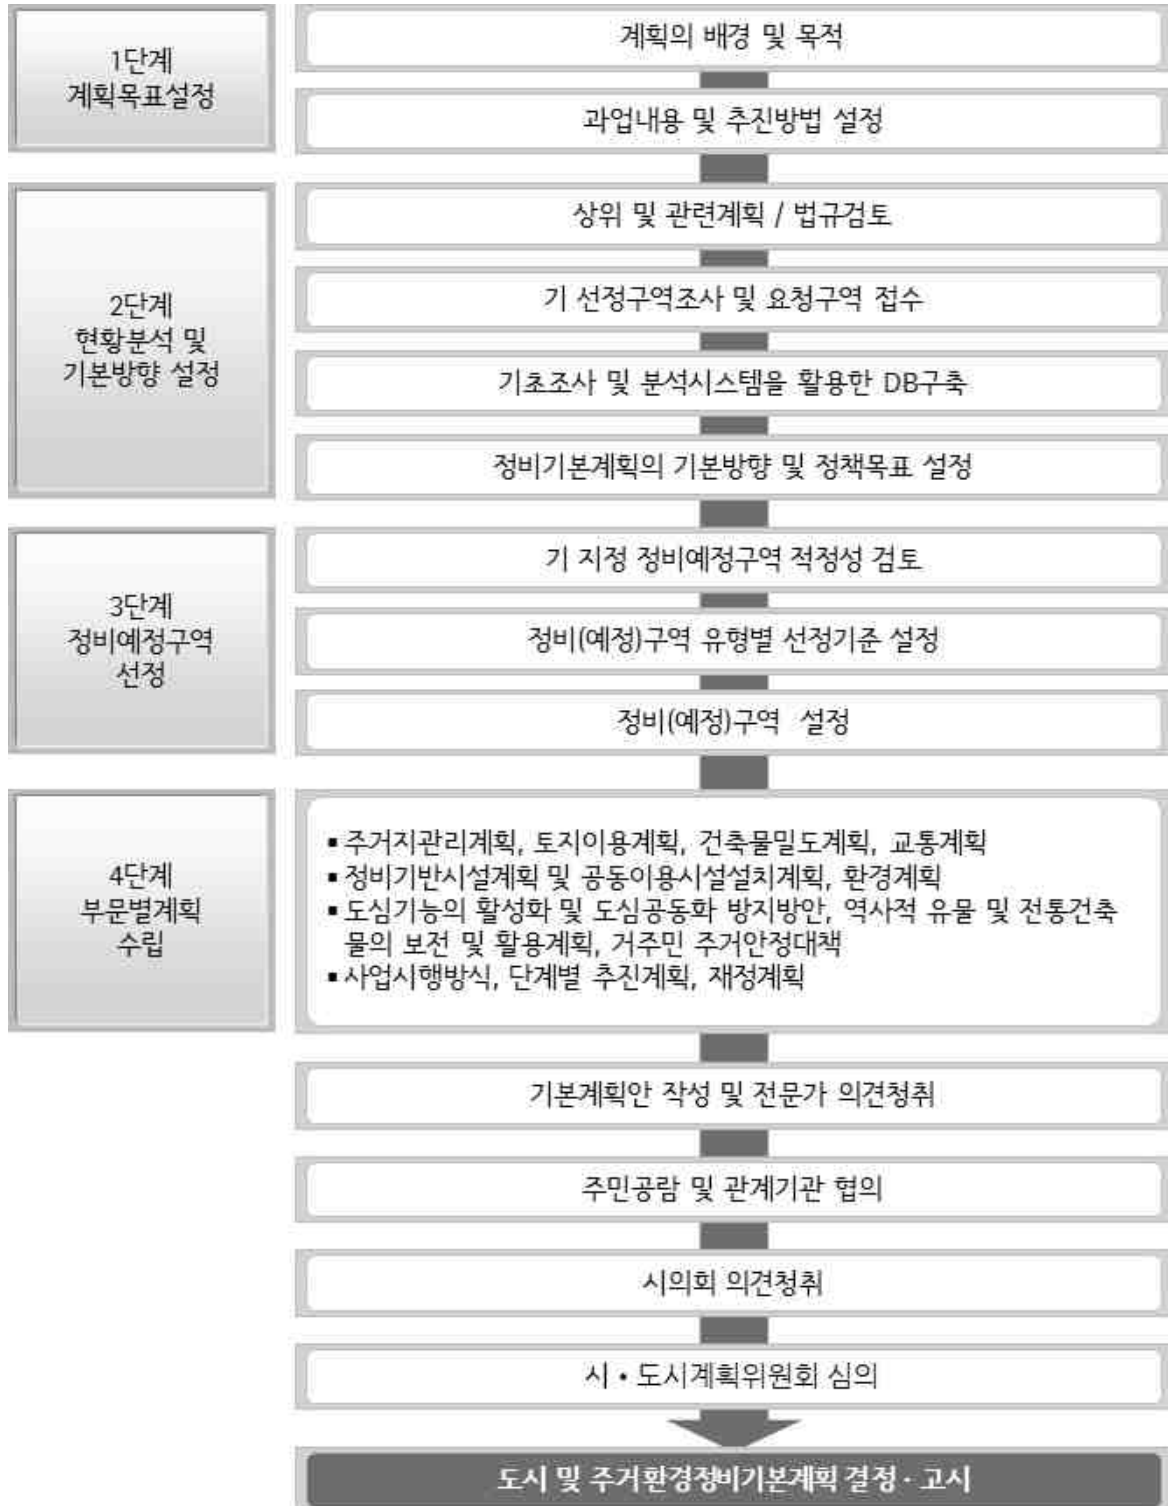 1단계
계획목표설정
계획의 배경 및 목적
과업내용 및 추진방법 설정
2단계
현황분석 및
기본방향 설정
상위 및 관련계획 / 법규검토
기 선정구역조사 및 요청구역 접수
기초조사 및 분석시스템을 활용한 DB구축
정비기본계획의 기본방향 및 정책목표 설정
3단계
정비예정구역
선정
기 지정 정비예정구역 적정성 검토
정비(예정)구역 유형별 선정기준 설정
정비(예정)구역 설정
4단계
부문별계획
수립
▪ 주거지관리계획, 토지이용계획, 건축물밀도계획, 교통계획
▪ 정비기반시설계획 및 공동이용시설설치계획, 환경계획
▪ 도심기능의 활성화 및 도심공동화 방지방안, 역사적 유물 및 전통건축
물의 보전 및 활용계획, 거주민 주거안정대책
▪ 사업시행방식, 단계별 추진계획, 재정계획
기본계획안 작성 및 전문가 의견청취
주민공람 및 관계기관 협의
시의회 의견청취
시 • 도시계획위원회 심의
도시 및 주거환경정비기본계획 결정 · 고시